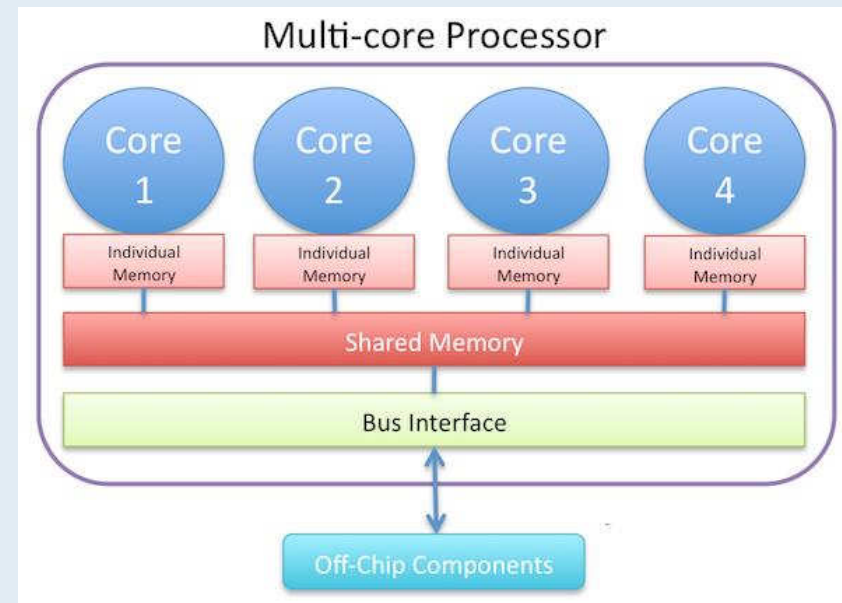 Multi-core Processor
Core
1
Core
2
Core
3
Core
4
Individual
Memory
Individual
Memory
Individual
Memory
Individual
Memory
Shared Memory
Bus Interface
Off-Chip Components